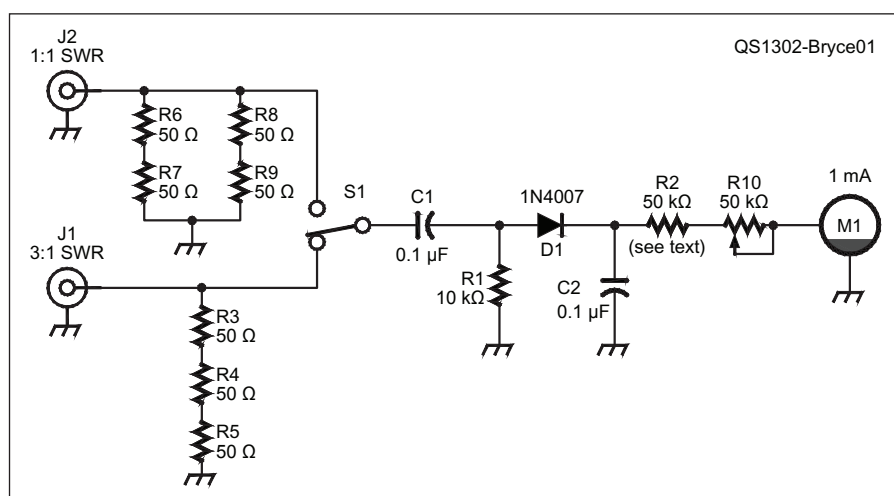 QS1302-Bryce01
J2
1:1 SWR
R6
50 Ω
R8
50 Ω
R7
50 Ω
R9
50 Ω
S1
C1
0.1 µF
1N4007
D1
R2
50 kΩ
(see text)
R10
50 kΩ
1 mA
M1
J1
3:1 SWR
R1
10 kΩ
C2
0.1 µF
R3
50 Ω
R4
50 Ω
R5
50 Ω